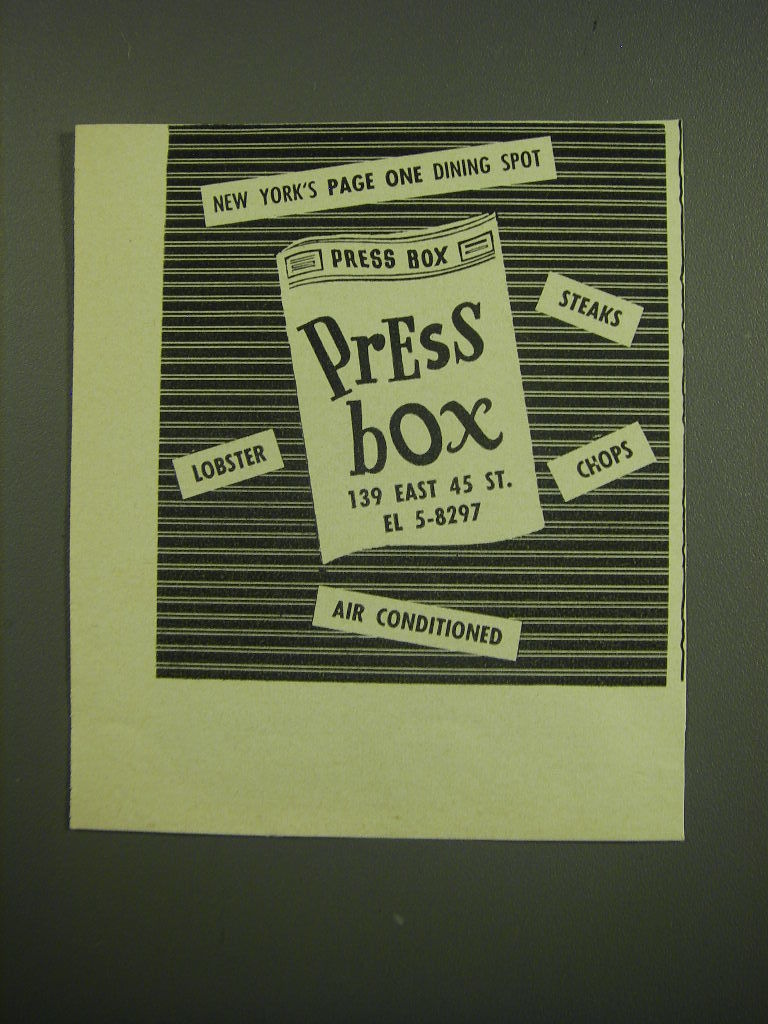 NEW YORK'S PAGE ONE DINING SPOT
PRESS BOX
PrEsS
box
139 EAST 45 ST.
EL 5-8297
STEAKS
LOBSTER
CHOPS
AIR CONDITIONED